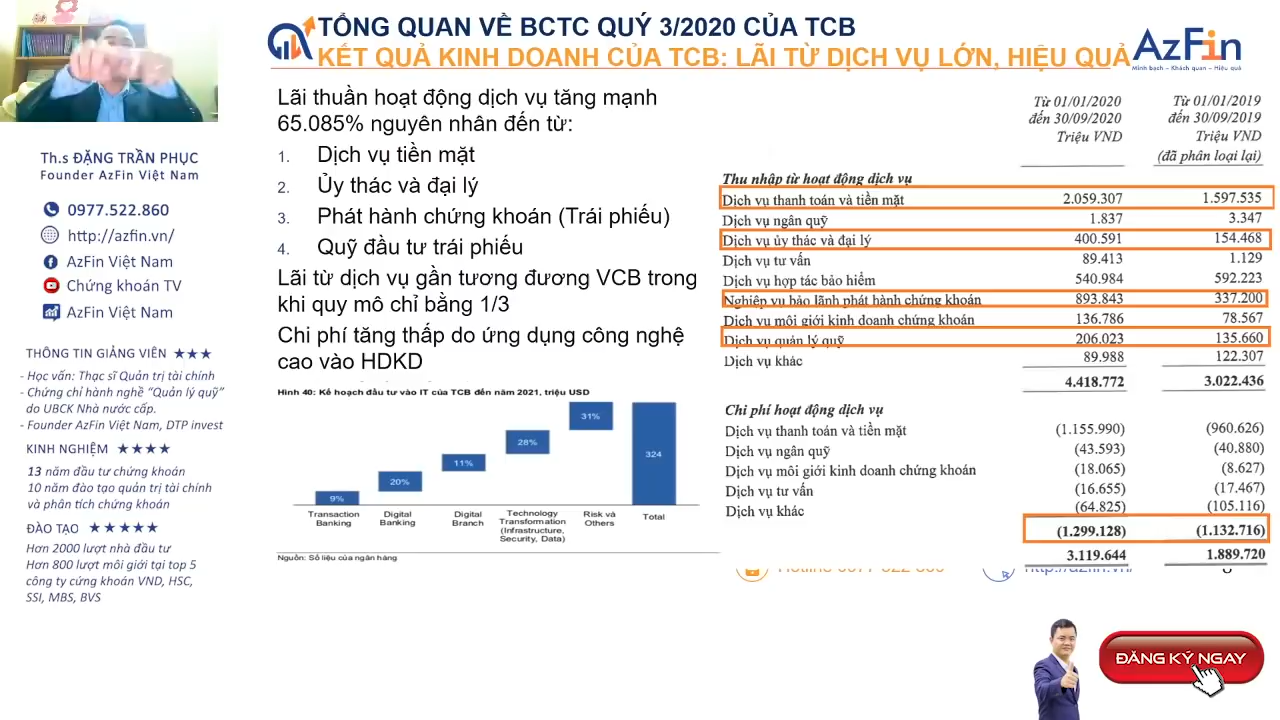 TỔNG QUAN VỀ BCTC QUÝ 3/2020 CỦA TCB
KẾT QUẢ KINH DOANH CỦA TCB: LÃI TỪ DỊCH VỤ LỚN, HIỆU QUẢ
AzFin
Minh bạch – Khách quan – Hiệu quả
Th.s ĐẶNG TRẦN PHỤC
Founder AzFin Việt Nam
0977.522.860
http://azfin.vn/
AzFin Việt Nam
Chứng khoán TV
AzFin Việt Nam
THÔNG TIN GIẢNG VIÊN ★★★
- Học vấn: Thạc sĩ Quản trị tài chính
- Chứng chỉ hành nghề “Quản lý quỹ”
do UBCK Nhà nước cấp.
- Founder AzFin Việt Nam, DTP invest
KINH NGHIỆM ★★★★
13 năm đầu tư chứng khoán
10 năm đào tạo quản trị tài chính
và phân tích chứng khoán
ĐÀO TẠO ★★★★★
Hơn 2000 lượt nhà đầu tư
Hơn 800 lượt môi giới tại top 5
công ty cứng khoán VND, HSC,
SSI, MBS, BVS
Lãi thuần hoạt động dịch vụ tăng mạnh
65.085% nguyên nhân đến từ:
1. Dịch vụ tiền mặt
2. Ủy thác và đại lý
3. Phát hành chứng khoán (Trái phiếu)
4. Quỹ đầu tư trái phiếu
Lãi từ dịch vụ gần tương đương VCB trong
khi quy mô chỉ bằng 1/3
Chi phí tăng thấp do ứng dụng công nghệ
cao vào HDKD
Hình 40: Kế hoạch đầu tư vào IT của TCB đến năm 2021, triệu USD
9%
20%
11%
28%
31%
324
Transaction Banking
Digital Banking
Digital Branch
Technology Transformation (Infrastructure, Security, Data)
Risk và Others
Total
Nguồn: Số liệu của ngân hàng
Từ 01/01/2020 Từ 01/01/2019
đến 30/09/2020 đến 30/09/2019
Triệu VND Triệu VND
(đã phân loại lại)
Thu nhập từ hoạt động dịch vụ
Dịch vụ thanh toán và tiền mặt 2.059.307 1.597.535
Dịch vụ ngân quỹ 1.837 3.347
Dịch vụ ủy thác và đại lý 400.591 154.468
Dịch vụ tư vấn 89.413 1.129
Dịch vụ hợp tác bảo hiểm 540.984 592.223
Nghiệp vụ bảo lãnh phát hành chứng khoán 893.843 337.200
Dịch vụ môi giới kinh doanh chứng khoán 136.786 78.567
Dịch vụ quản lý quỹ 206.023 135.660
Dịch vụ khác 89.988 122.307
4.418.772 3.022.436
Chi phí hoạt động dịch vụ
Dịch vụ thanh toán và tiền mặt (1.155.990) (960.626)
Dịch vụ ngân quỹ (43.593) (40.880)
Dịch vụ môi giới kinh doanh chứng khoán (18.065) (8.627)
Dịch vụ tư vấn (16.655) (17.467)
Dịch vụ khác (64.825) (105.116)
(1.299.128) (1.132.716)
3.119.644 1.889.720
ĐĂNG KÝ NGAY